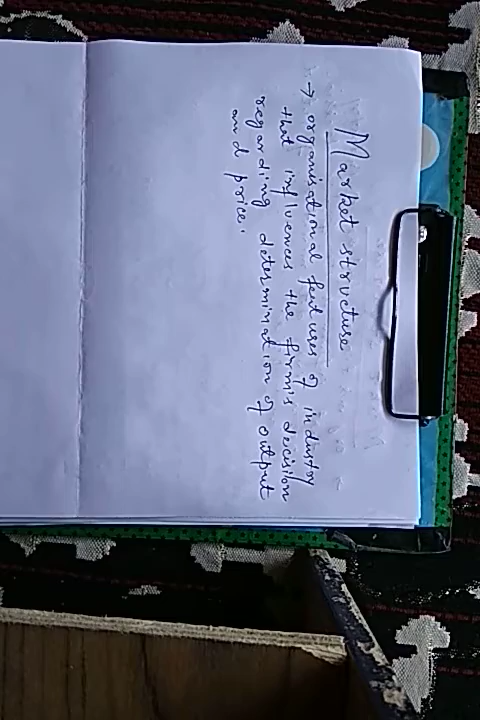 Market structure
→ organisational features of industry
that influences the firm's decision
regarding determination of output
and price.